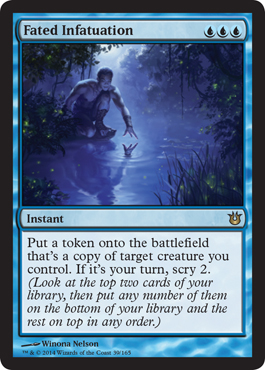 Fated Infatuation
Instant
Put a token onto the battlefield
that's a copy of target creature you
control. If it's your turn, scry 2.
(Look at the top two cards of your
library, then put any number of them
on the bottom of your library and the
rest on top in any order.)
Winona Nelson
™ & © 2014 Wizards of the Coast 39/165